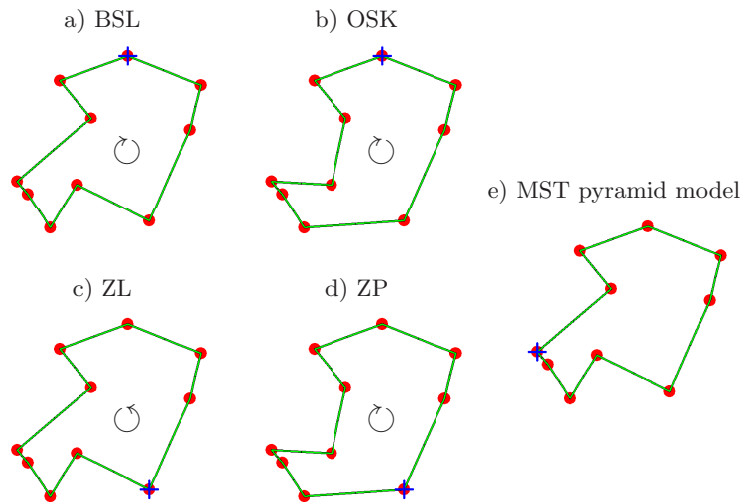 a) BSL
b) OSK
c) ZL
d) ZP
e) MST pyramid model